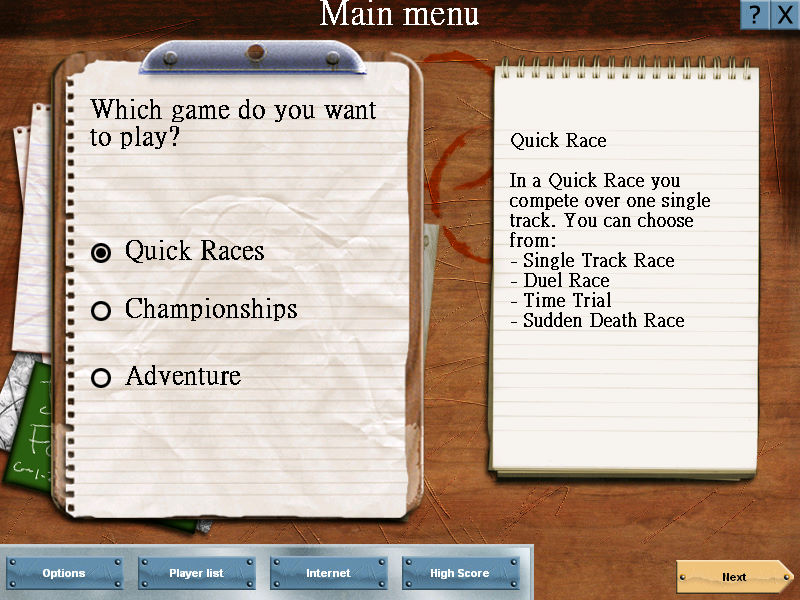 Main menu
? X
Which game do you want
to play?
Quick Races
Championships
Adventure
Quick Race
In a Quick Race you
compete over one single
track. You can choose
from:
- Single Track Race
- Duel Race
- Time Trial
- Sudden Death Race
Options
Player list
Internet
High Score
Next